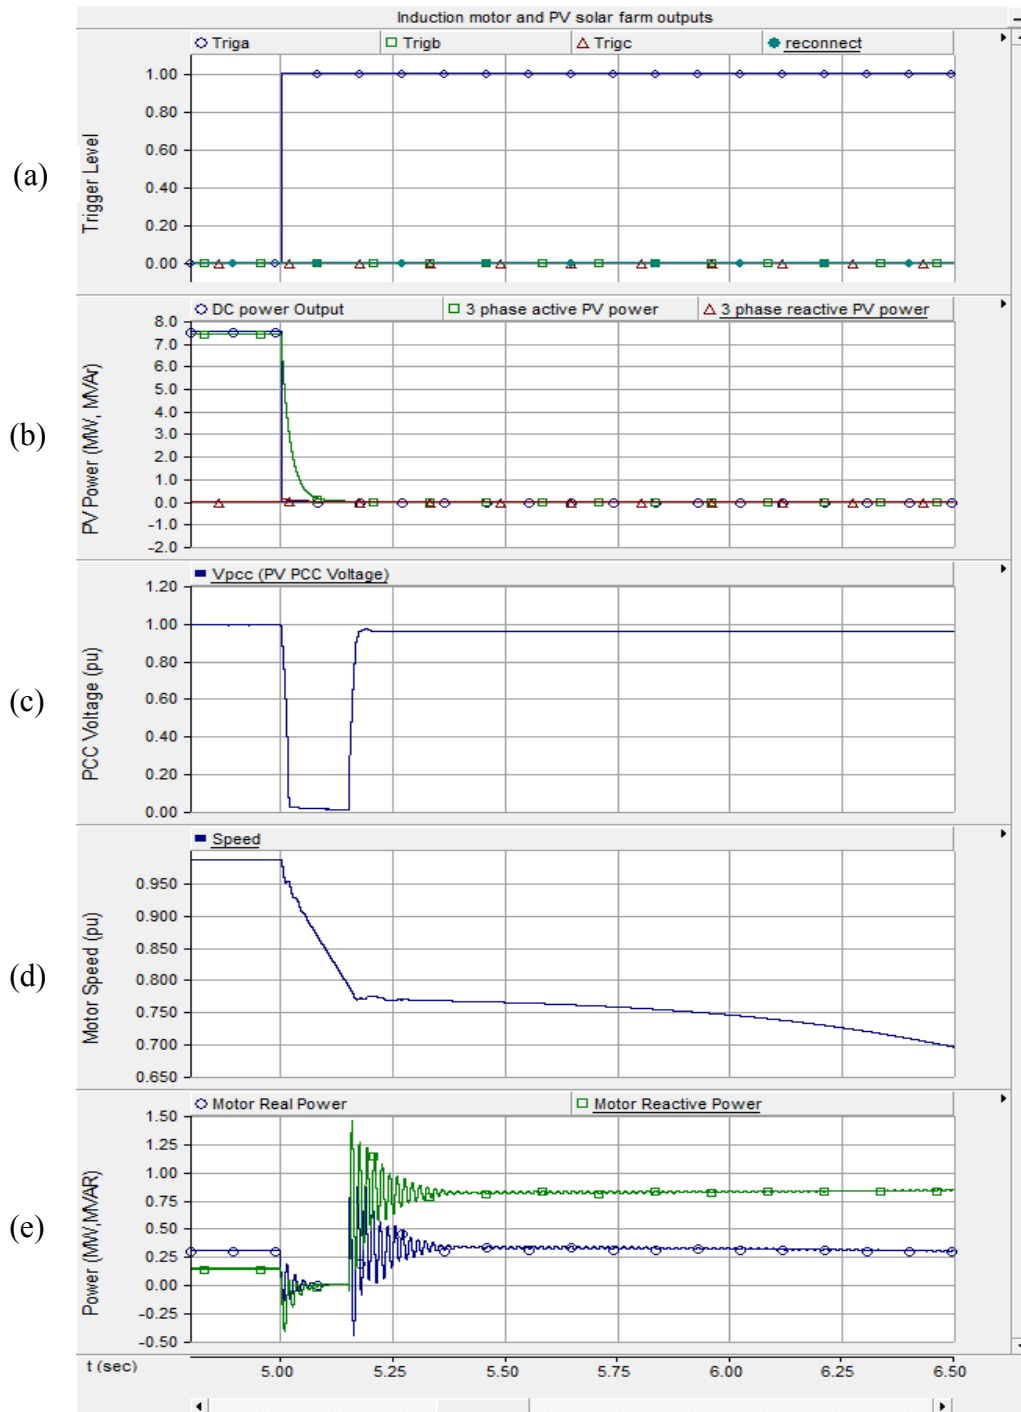 Induction motor and PV solar farm outputs
Triga Trigb Trigc reconnect
(a)
Trigger Level
1.00
0.80
0.60
0.40
0.20
0.00
DC power Output 3 phase active PV power 3 phase reactive PV power
(b)
PV Power (MW, MVAr)
8.0
7.0
6.0
5.0
4.0
3.0
2.0
1.0
0.0
-1.0
-2.0
Vpcc (PV PCC Voltage)
(c)
PCC Voltage (pu)
1.20
1.00
0.80
0.60
0.40
0.20
0.00
Speed
(d)
Motor Speed (pu)
0.950
0.900
0.850
0.800
0.750
0.700
0.650
Motor Real Power Motor Reactive Power
(e)
Power (MW,MVAR)
1.50
1.25
1.00
0.75
0.50
0.25
0.00
-0.25
-0.50
t (sec) 5.00 5.25 5.50 5.75 6.00 6.25 6.50